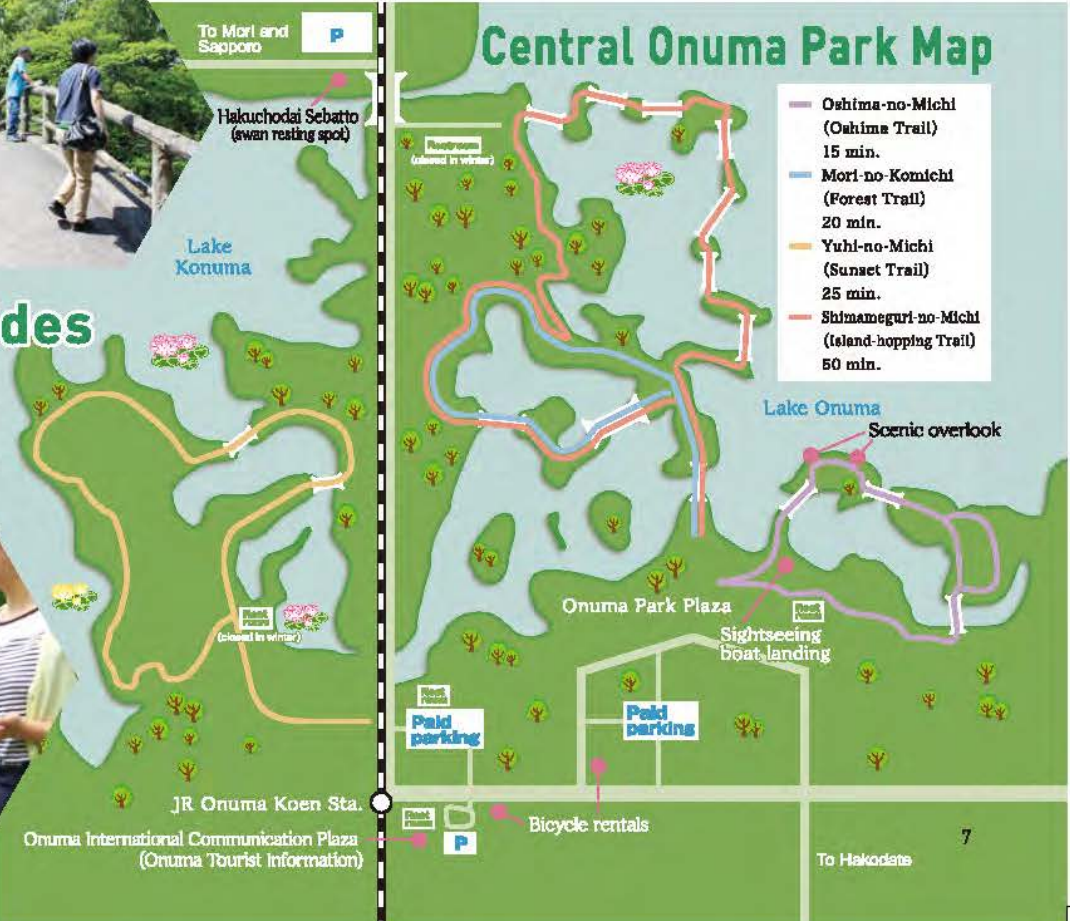 To Mori and
Sapporo
P
Central Onuma Park Map
Hakuchodai Sebatto
(swan resting spot)
Restroom
(closed in winter)
Oshima-no-Michi
(Oshima Trail)
15 min.
Mori-no-Komichi
(Forest Trail)
20 min.
Yuhi-no-Michi
(Sunset Trail)
25 min.
Shimameguri-no-Michi
(Island-hopping Trail)
50 min.
Lake
Konuma
des
Lake Onuma
Scenic overlook
Rest
room
(closed in winter)
Onuma Park Plaza
Rest
room
Sightseeing
boat landing
Rest
room
Paid
parking
Paid
parking
JR Onuma Koen Sta.
Rest
room
P
Bicycle rentals
Onuma International Communication Plaza
(Onuma Tourist Information)
To Hakodate
7